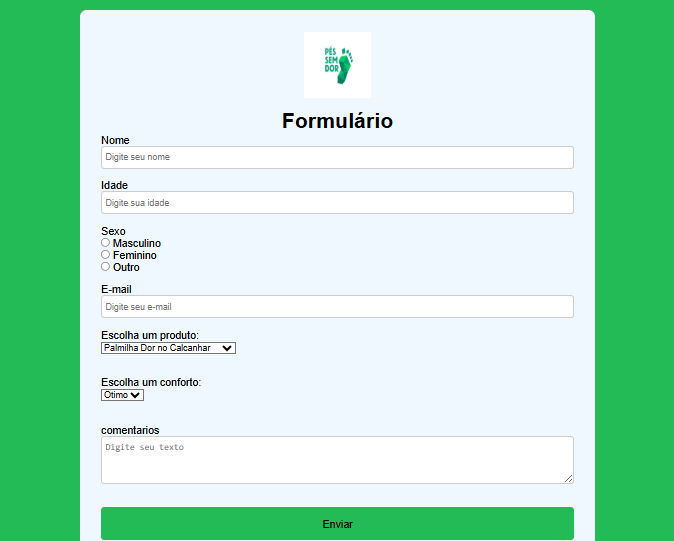 PÉS
SEM
DOR
Formulário
Nome
Digite seu nome
Idade
Digite sua idade
Sexo
Masculino
Feminino
Outro
E-mail
Digite seu e-mail
Escolha um produto:
Palmilha Dor no Calcanhar
Escolha um conforto:
Otimo
comentarios
Digite seu texto
Enviar